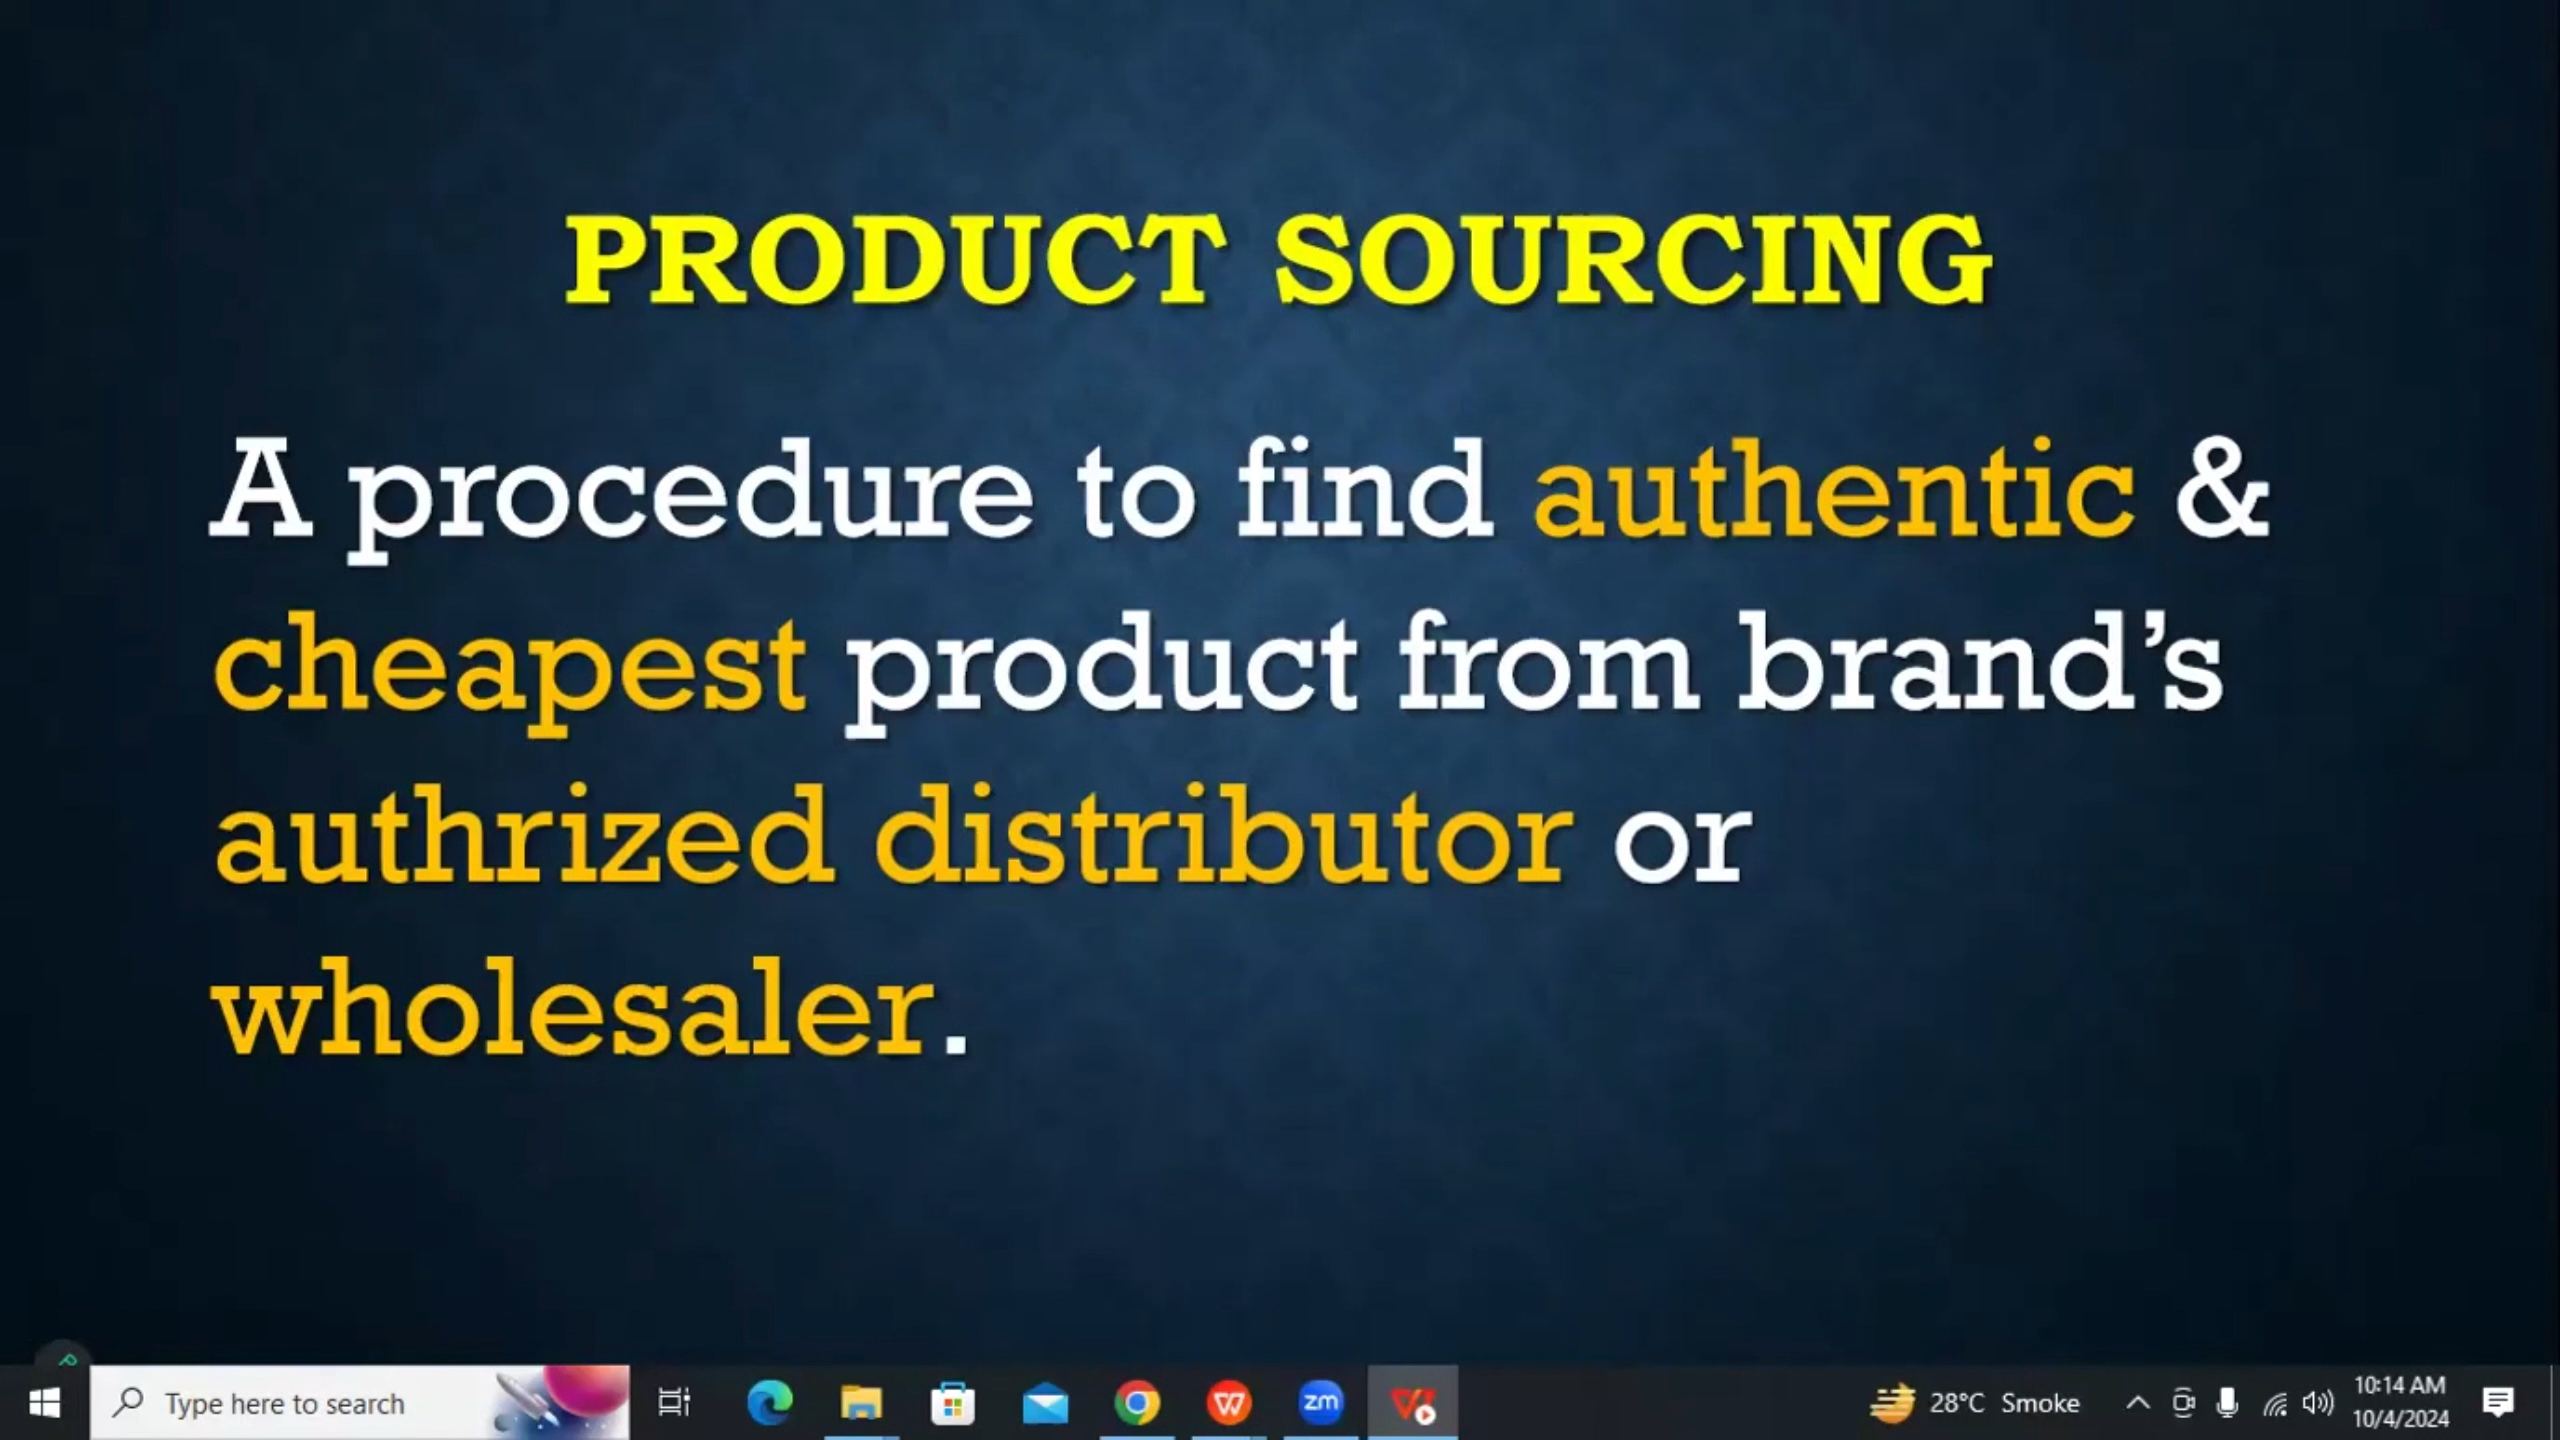 PRODUCT SOURCING
A procedure to find authentic &
cheapest product from brand’s
authrized distributor or
wholesaler.
Type here to search
zm
28°C Smoke
10:14 AM
10/4/2024